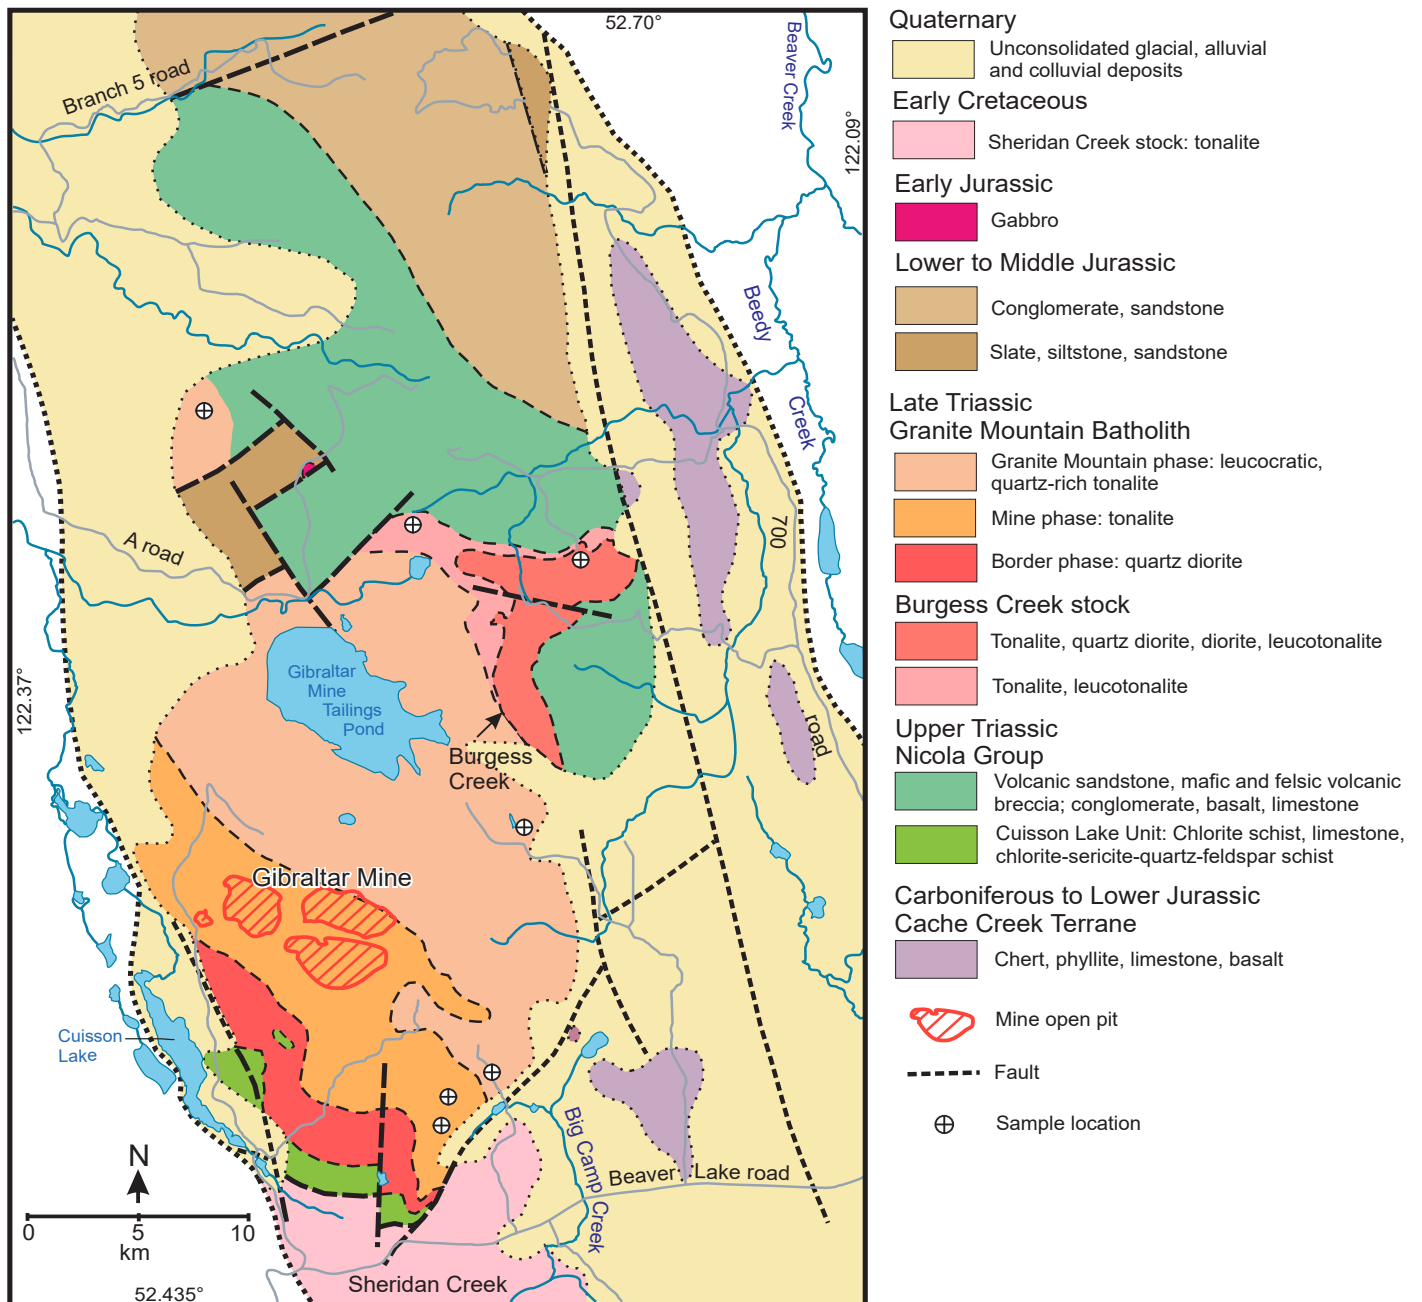 52.70°
Beaver Creek
122.09°
Branch 5 road
Beedy
Creek
A road
700
road
122.37°
Gibraltar
Mine
Tailings
Pond
Burgess
Creek
Gibraltar Mine
Cuisson
Lake
Big Camp Creek
Beaver Lake road
N
0 5 10
km
52.435°
Sheridan Creek
Quaternary
Unconsolidated glacial, alluvial
and colluvial deposits
Early Cretaceous
Sheridan Creek stock: tonalite
Early Jurassic
Gabbro
Lower to Middle Jurassic
Conglomerate, sandstone
Slate, siltstone, sandstone
Late Triassic
Granite Mountain Batholith
Granite Mountain phase: leucocratic,
quartz-rich tonalite
Mine phase: tonalite
Border phase: quartz diorite
Burgess Creek stock
Tonalite, quartz diorite, diorite, leucotonalite
Tonalite, leucotonalite
Upper Triassic
Nicola Group
Volcanic sandstone, mafic and felsic volcanic
breccia; conglomerate, basalt, limestone
Cuisson Lake Unit: Chlorite schist, limestone,
chlorite-sericite-quartz-feldspar schist
Carboniferous to Lower Jurassic
Cache Creek Terrane
Chert, phyllite, limestone, basalt
Mine open pit
Fault
Sample location